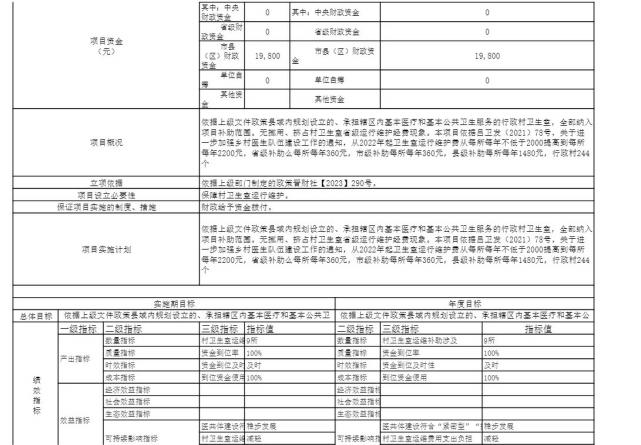 其中：中央财政资金 0 其中：中央财政资金 0
省级财政资金 0 省级财政资金 0
项目资金（元） 市县（区）财政资金 19,800 市县（区）财政资金 19,800
单位自筹 0 单位自筹 0
其他资金 其他资金
项目概况
依据上级文件政策县域内规划设立的、承担辖区内基本医疗和基本公共卫生服务的行政村卫生室，全部纳入
项目补助范围。无挪用、挤占村卫生室省级运行维护经费现象。本项目依据吕卫发（2021）78号，关于进
一步加强乡村医生队伍建设工作的通知，从2022年起卫生室运行维护费从每所每年不低于2000提高到每所
每年2200元，省级补助么每所每年360元，市级补助每所每年360元，县级补助每所每年1480元，行政村244
个
立项依据 依据上级部门制定的政策晋财社【2023】290号。
项目设立必要性 保障村卫生室运行维护。
保证项目实施的制度、措施 财政给予资金拨付。
项目实施计划
依据上级文件政策县域内规划设立的、承担辖区内基本医疗和基本公共卫生服务的行政村卫生室，全部纳入
项目补助范围。无挪用、挤占村卫生室省级运行维护经费现象。本项目依据吕卫发（2021）78号，关于进
一步加强乡村医生队伍建设工作的通知，从2022年起卫生室运行维护费从每所每年不低于2000提高到每所
每年2200元，省级补助么每所每年360元，市级补助每所每年360元，县级补助每所每年1480元，行政村244
个
实施期目标 年度目标
总体目标 依据上级文件政策县域内规划设立的、承担辖区内基本医疗和基本公共卫 依据上级文件政策县域内规划设立的、承担辖区内基本医疗和基本公
绩效指标
一级指标 二级指标 三级指标 指标值 二级指标 三级指标 指标值
产出指标
数量指标 村卫生室运维 9所 数量指标 村卫生室运维补助涉及 9所
质量指标 资金到位率 100% 质量指标 资金到位率 100%
时效指标 资金到位及时 及时 时效指标 资金到位及时性 及时
成本指标 到位资金使用 100% 成本指标 到位资金使用 100%
效益指标
经济效益指标 经济效益指标
社会效益指标 社会效益指标
生态效益指标 生态效益指标
可持续影响指标 医共体建设符 稳步发展 可持续影响指标 医共体建设符合“紧密型” 稳步发展
村卫生室运维 减轻 村卫生室运维费用支出负担 减轻